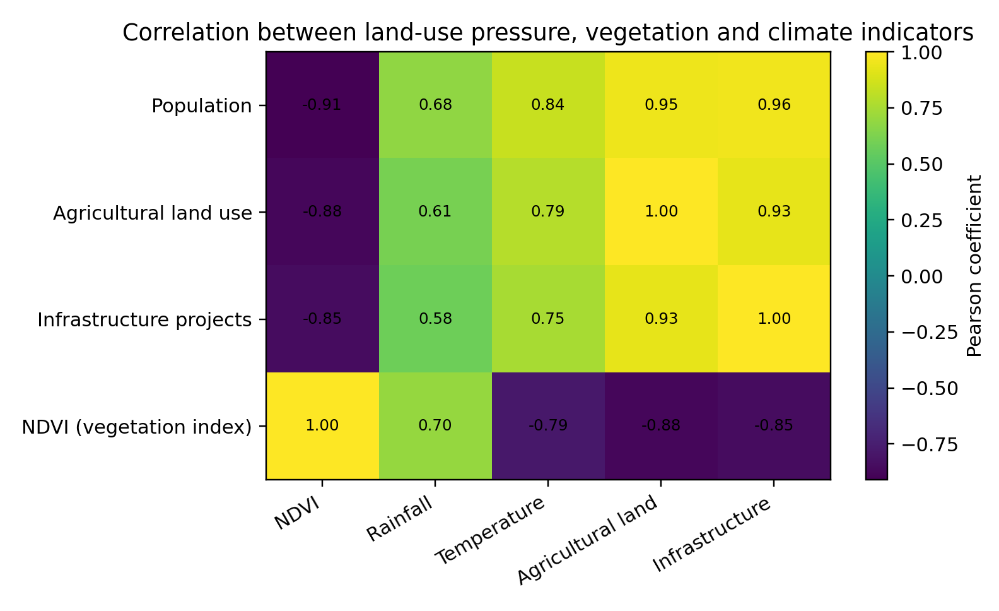 Correlation between land-use pressure, vegetation and climate indicators
Population
-0.91 0.68 0.84 0.95 0.96
Agricultural land use
-0.88 0.61 0.79 1.00 0.93
Infrastructure projects
-0.85 0.58 0.75 0.93 1.00
NDVI (vegetation index)
1.00 0.70 -0.79 -0.88 -0.85
NDVI
Rainfall
Temperature
Agricultural land
Infrastructure
1.00
0.75
0.50
0.25
0.00
−0.25
−0.50
−0.75
Pearson coefficient